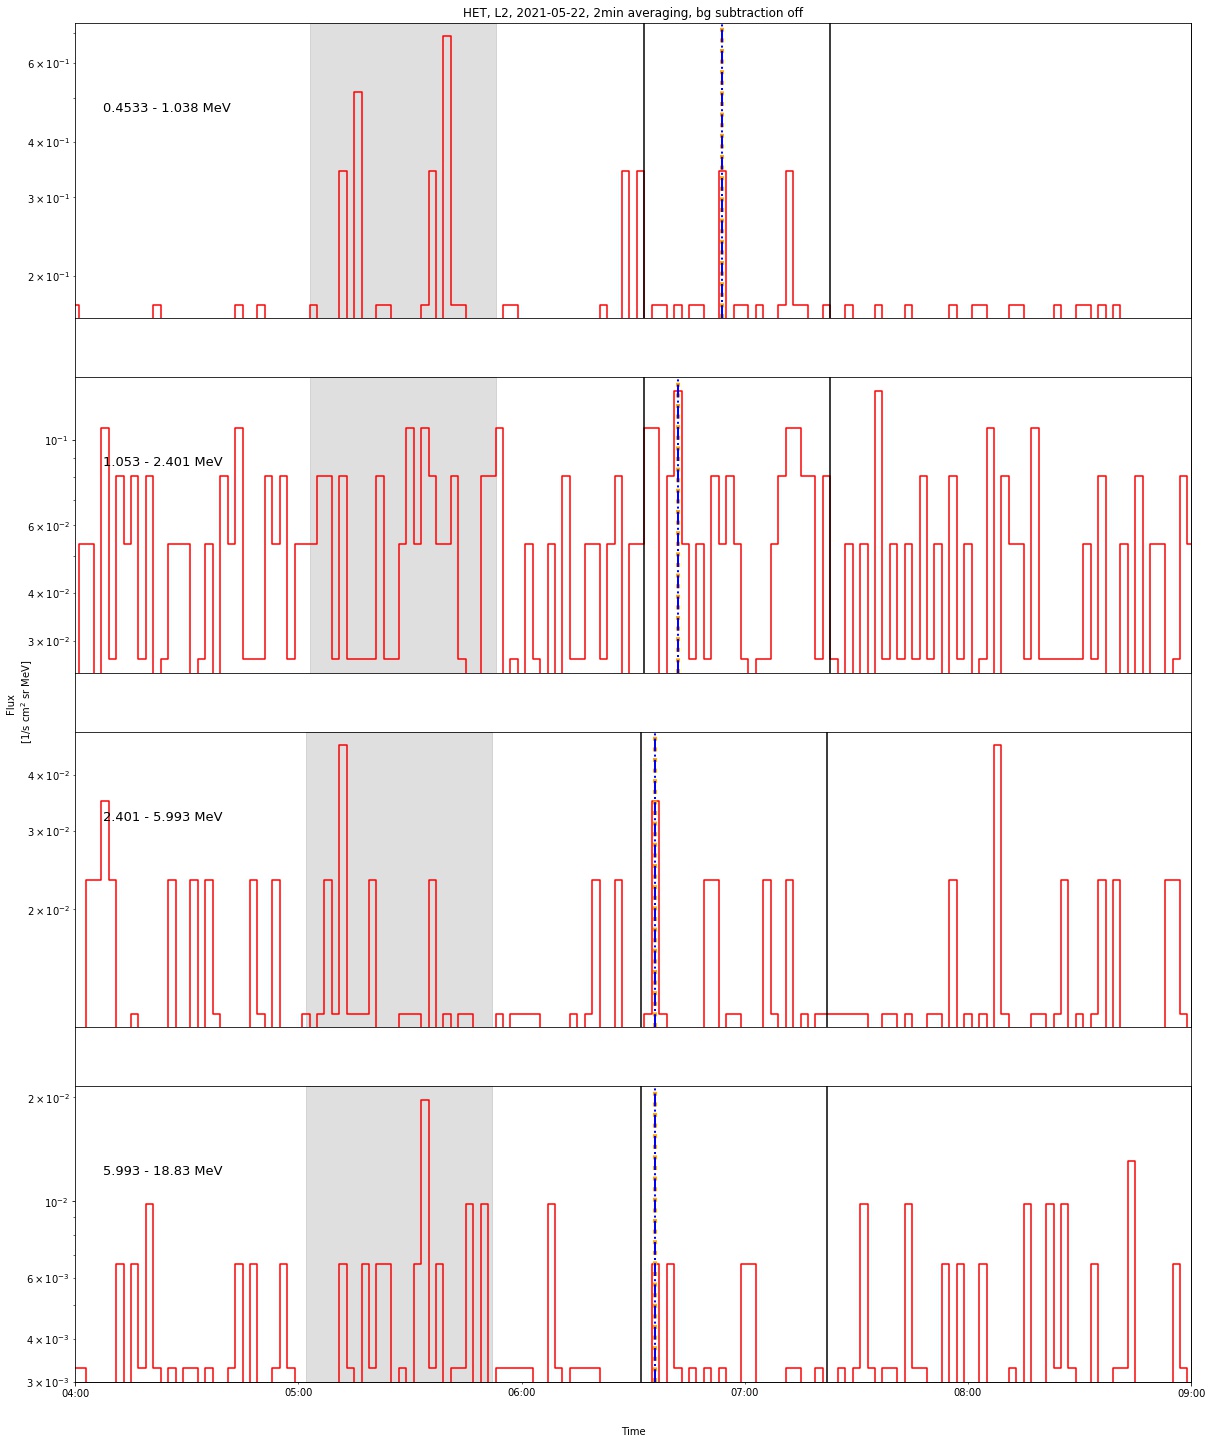 HET, L2, 2021-05-22, 2min averaging, bg subtraction off
6 × 10⁻¹
0.4533 - 1.038 MeV
4 × 10⁻¹
3 × 10⁻¹
2 × 10⁻¹
10⁻¹
1.053 - 2.401 MeV
6 × 10⁻²
4 × 10⁻²
3 × 10⁻²
Flux
[1/s cm² sr MeV]
4 × 10⁻²
3 × 10⁻²
2.401 - 5.993 MeV
2 × 10⁻²
2 × 10⁻²
5.993 - 18.83 MeV
10⁻²
6 × 10⁻³
4 × 10⁻³
3 × 10⁻³
04:00 05:00 06:00 07:00 08:00 09:00
Time